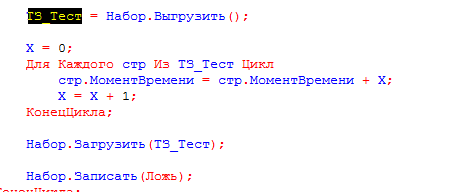 ТЗ_Тест = Набор.Выгрузить();
X = 0;
Для Каждого стр Из ТЗ_Тест Цикл
стр.МоментВремени = стр.МоментВремени + X;
X = X + 1;
КонецЦикла;
Набор.Загрузить(ТЗ_Тест);
Набор.Записать(Ложь);
КонецЦикла;